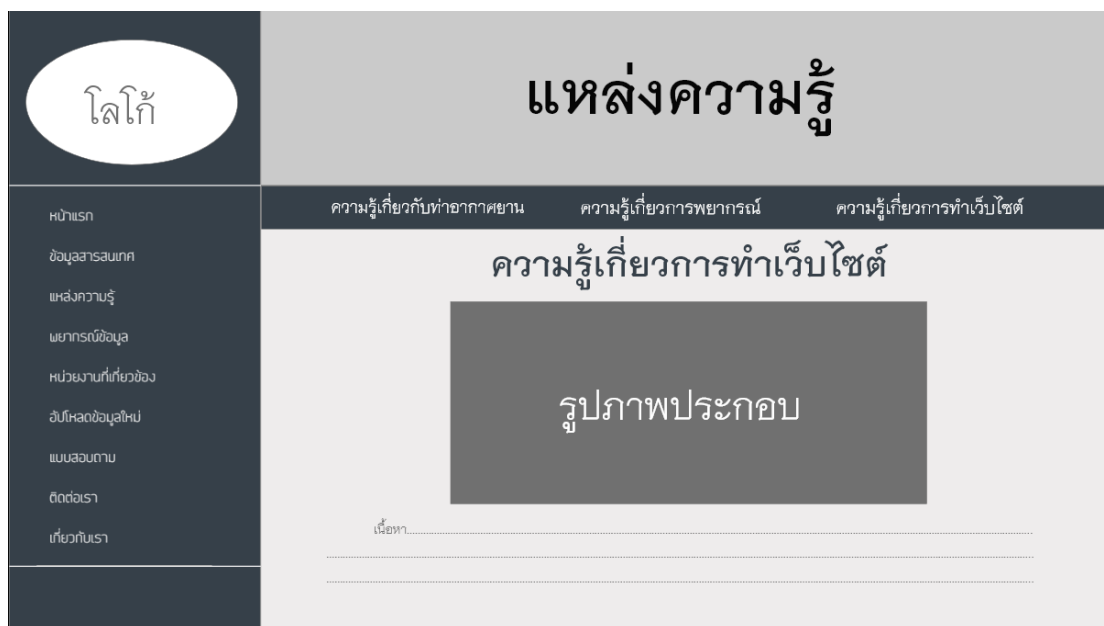 โลโก้
แหล่งความรู้
หน้าแรก
ข้อมูลสารสนเทศ
แหล่งความรู้
พยากรณ์ข้อมูล
หน่วยงานที่เกี่ยวข้อง
อัปโหลดข้อมูลใหม่
แบบสอบถาม
ติดต่อเรา
เกี่ยวกับเรา
ความรู้เกี่ยวกับท่าอากาศยาน ความรู้เกี่ยวการพยากรณ์ ความรู้เกี่ยวการทำเว็บไซต์
ความรู้เกี่ยวการทำเว็บไซต์
รูปภาพประกอบ
เนื้อหา